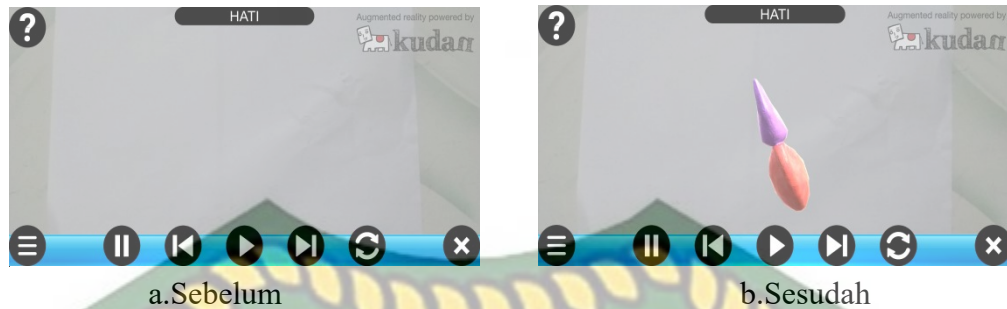 ?
HATI
Augmented reality powered by
kudan
?
HATI
Augmented reality powered by
kudan
a.Sebelum
b.Sesudah